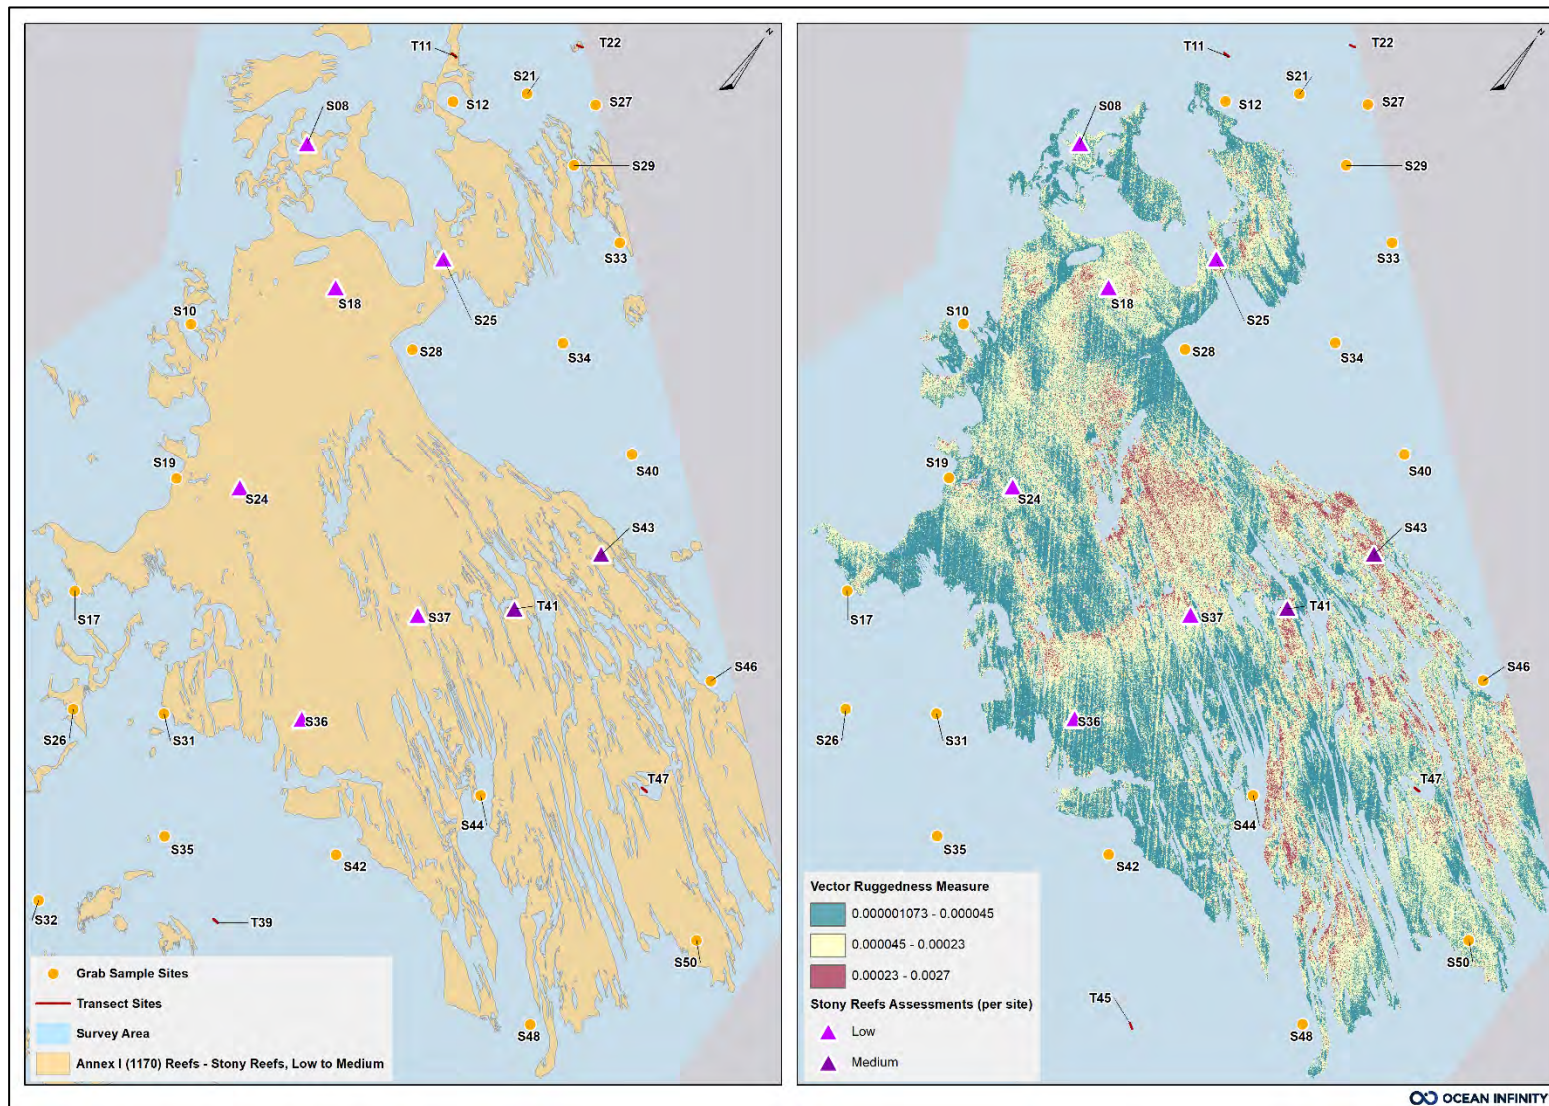 N
T11
T22
S21
S12
S27
S08
S29
S33
S18
S25
S10
S28
S34
S19
S24
S40
S43
S17
T41
S37
S46
S26
S31
S36
T47
S44
S35
S42
S32
T39
S50
S48
Grab Sample Sites
Transect Sites
Survey Area
Annex I (1170) Reefs - Stony Reefs, Low to Medium
N
T11
T22
S21
S12
S27
S08
S29
S33
S18
S25
S10
S28
S34
S19
S24
S40
S43
S17
T41
S37
S46
S26
S31
S36
T47
S44
S35
S42
S50
T45
S48
Vector Ruggedness Measure
0.000001073 - 0.000045
0.000045 - 0.00023
0.00023 - 0.0027
Stony Reefs Assessments (per site)
Low
Medium
OCEAN INFINITY